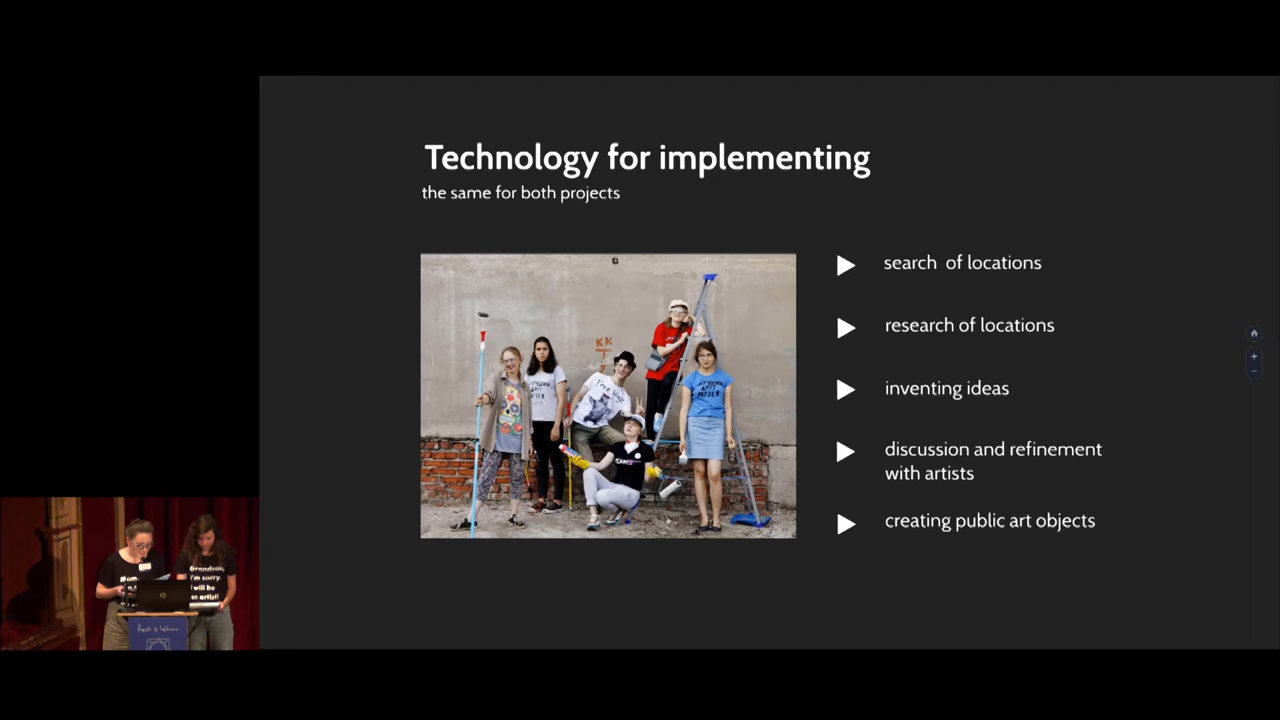 Technology for implementing
the same for both projects
search of locations
research of locations
inventing ideas
discussion and refinement
with artists
creating public art objects
KK
Grandson,
I'm sorry.
I will be
an artist!